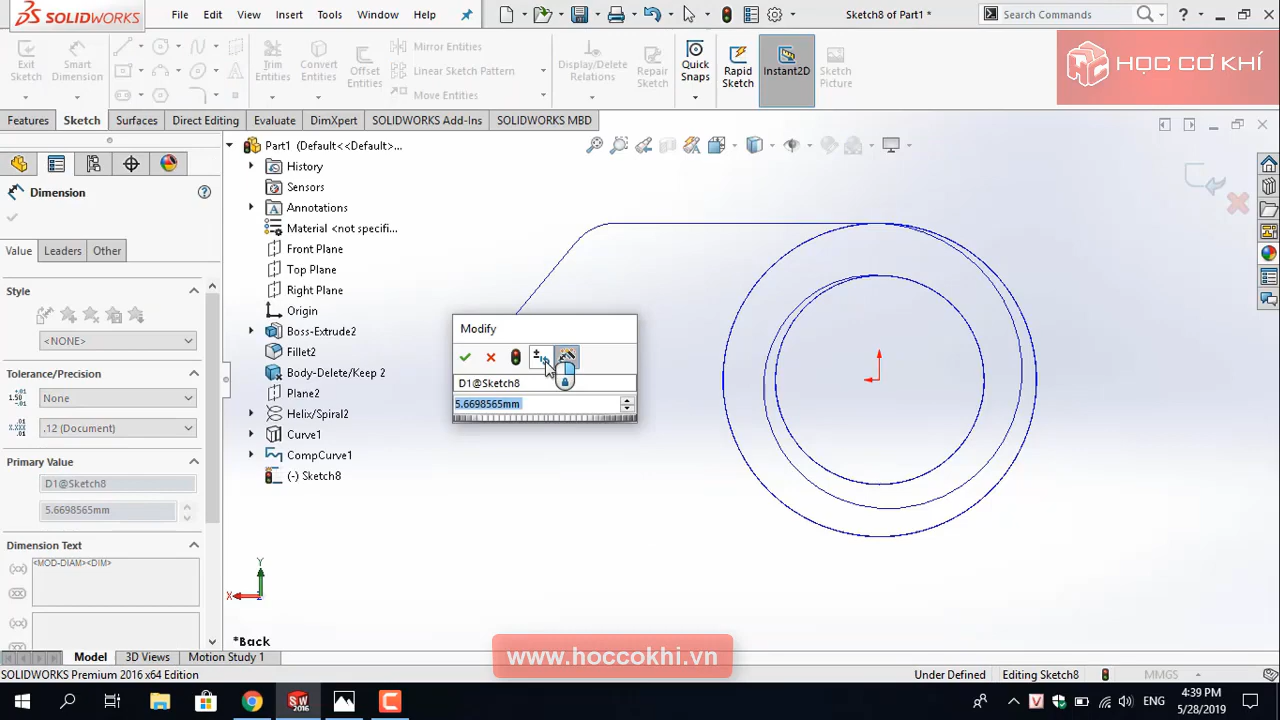 SOLIDWORKS
File Edit View Insert Tools Window Help
Sketch8 of Part1 *
Search Commands
Exit Sketch
Smart Dimension
Trim Entities
Convert Entities
Offset Entities
Mirror Entities
Linear Sketch Pattern
Move Entities
Display/Delete Relations
Repair Sketch
Quick Snaps
Rapid Sketch
Instant2D
Sketch Picture
HỌC CƠ KHÍ
Features Sketch Surfaces Direct Editing Evaluate DimXpert SOLIDWORKS Add-Ins SOLIDWORKS MBD
Dimension
Value Leaders Other
Style
<NONE>
Tolerance/Precision
None
.12 (Document)
Primary Value
D1@Sketch8
5.6698565mm
Dimension Text
<MOD-DIAM><DIM>
Part1 (Default<<Default>...
History
Sensors
Annotations
Material <not specifi...
Front Plane
Top Plane
Right Plane
Origin
Boss-Extrude2
Fillet2
Body-Delete/Keep 2
Plane2
Helix/Spiral2
Curve1
CompCurve1
(-) Sketch8
Modify
D1@Sketch8
5.6698565mm
Y
X
*Back
www.hoccokhi.vn
Model 3D Views Motion Study 1
SOLIDWORKS Premium 2016 x64 Edition
Under Defined Editing Sketch8 MMGS
ENG
4:39 PM
5/28/2019